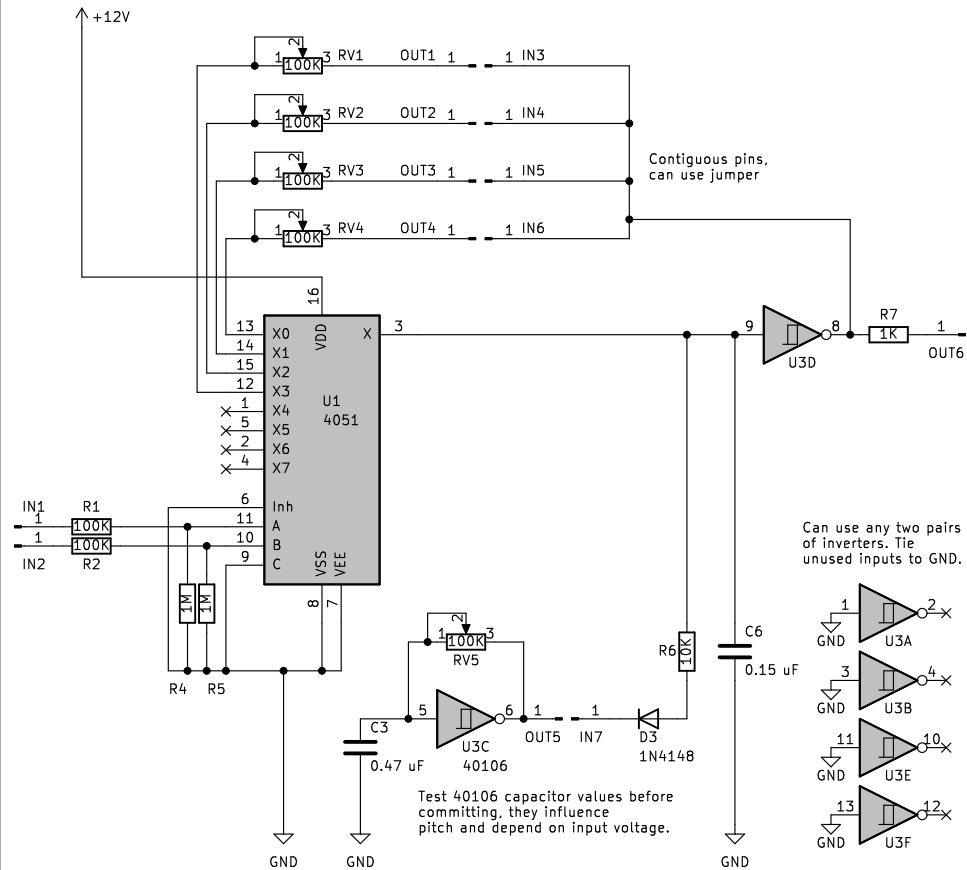 +12V
1 2 3 RV1 OUT1 1 1 IN3
100K
1 2 3 RV2 OUT2 1 1 IN4
100K
1 2 3 RV3 OUT3 1 1 IN5
100K
1 2 3 RV4 OUT4 1 1 IN6
100K
Contiguous pins,
can use jumper
16
VDD
13 X0
14 X1
15 X2
12 X3
1 X4
5 X5
2 X6
4 X7
6 Inh
11 A
10 B
9 C
X 3
U1
4051
VSS
VEE
8
7
IN1
1
R1
100K
1
100K
IN2
R2
1M
1M
R4 R5
9 8
U3D
R7
1K
1
OUT6
R6
10K
C6
0.15 uF
1 2 3
100K
RV5
5 6
U3C
40106
C3
0.47 uF
1
OUT5
1
IN7
D3
1N4148
Test 40106 capacitor values before
committing, they influence
pitch and depend on input voltage.
GND
GND
GND
Can use any two pairs
of inverters. Tie
unused inputs to GND.
1 2
GND U3A
3 4
GND U3B
11 10
GND U3E
13 12
GND U3F